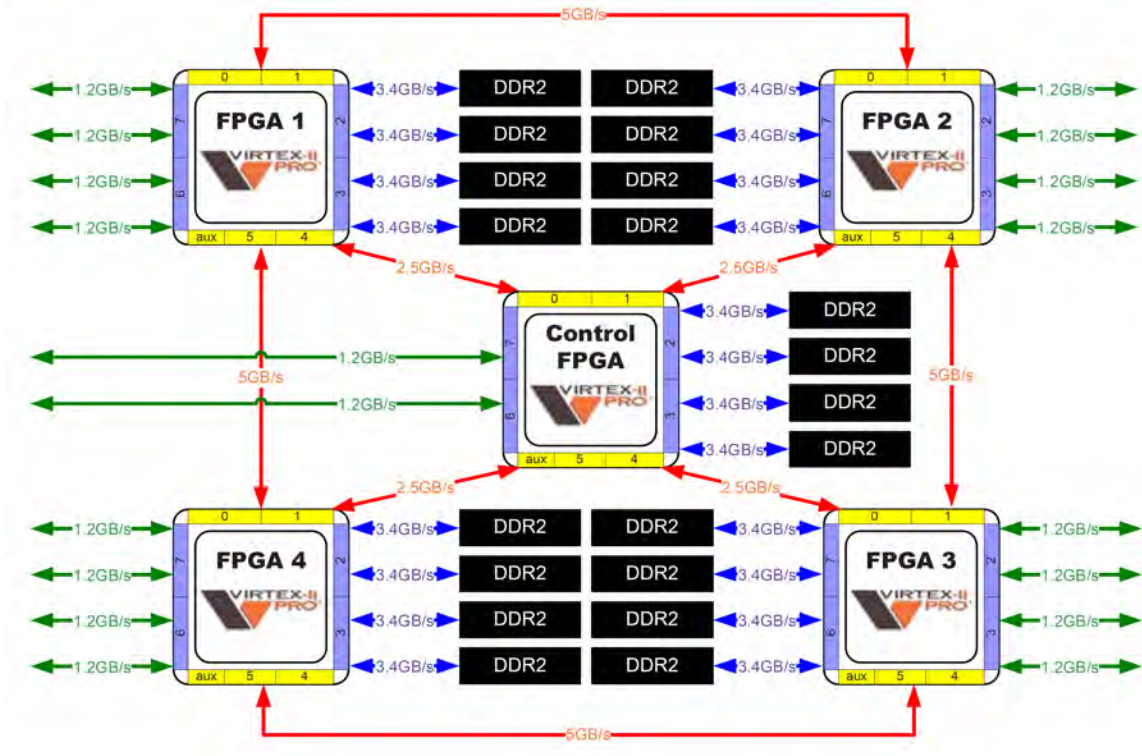 5GB/s
0 1
0 1
1.2GB/s 3.4GB/s DDR2 DDR2 3.4GB/s 1.2GB/s
7 FPGA 1 2
7 FPGA 2 2
1.2GB/s 3.4GB/s DDR2 DDR2 3.4GB/s 1.2GB/s
VIRTEX-II PRO
VIRTEX-II PRO
1.2GB/s 3.4GB/s DDR2 DDR2 3.4GB/s 1.2GB/s
6 3
6 3
1.2GB/s 3.4GB/s DDR2 DDR2 3.4GB/s 1.2GB/s
aux 5 4
aux 5 4
2.5GB/s 2.5GB/s
0 1
3.4GB/s DDR2
7 Control 2
FPGA
1.2GB/s 3.4GB/s DDR2
5GB/s 5GB/s
VIRTEX-II PRO
1.2GB/s 3.4GB/s DDR2
6 3
3.4GB/s DDR2
aux 5 4
2.5GB/s 2.5GB/s
0 1
0 1
1.2GB/s 3.4GB/s DDR2 DDR2 3.4GB/s 1.2GB/s
7 FPGA 4 2
7 FPGA 3 2
1.2GB/s 3.4GB/s DDR2 DDR2 3.4GB/s 1.2GB/s
VIRTEX-II PRO
VIRTEX-II PRO
1.2GB/s 3.4GB/s DDR2 DDR2 3.4GB/s 1.2GB/s
6 3
6 3
1.2GB/s 3.4GB/s DDR2 DDR2 3.4GB/s 1.2GB/s
aux 5 4
aux 5 4
5GB/s